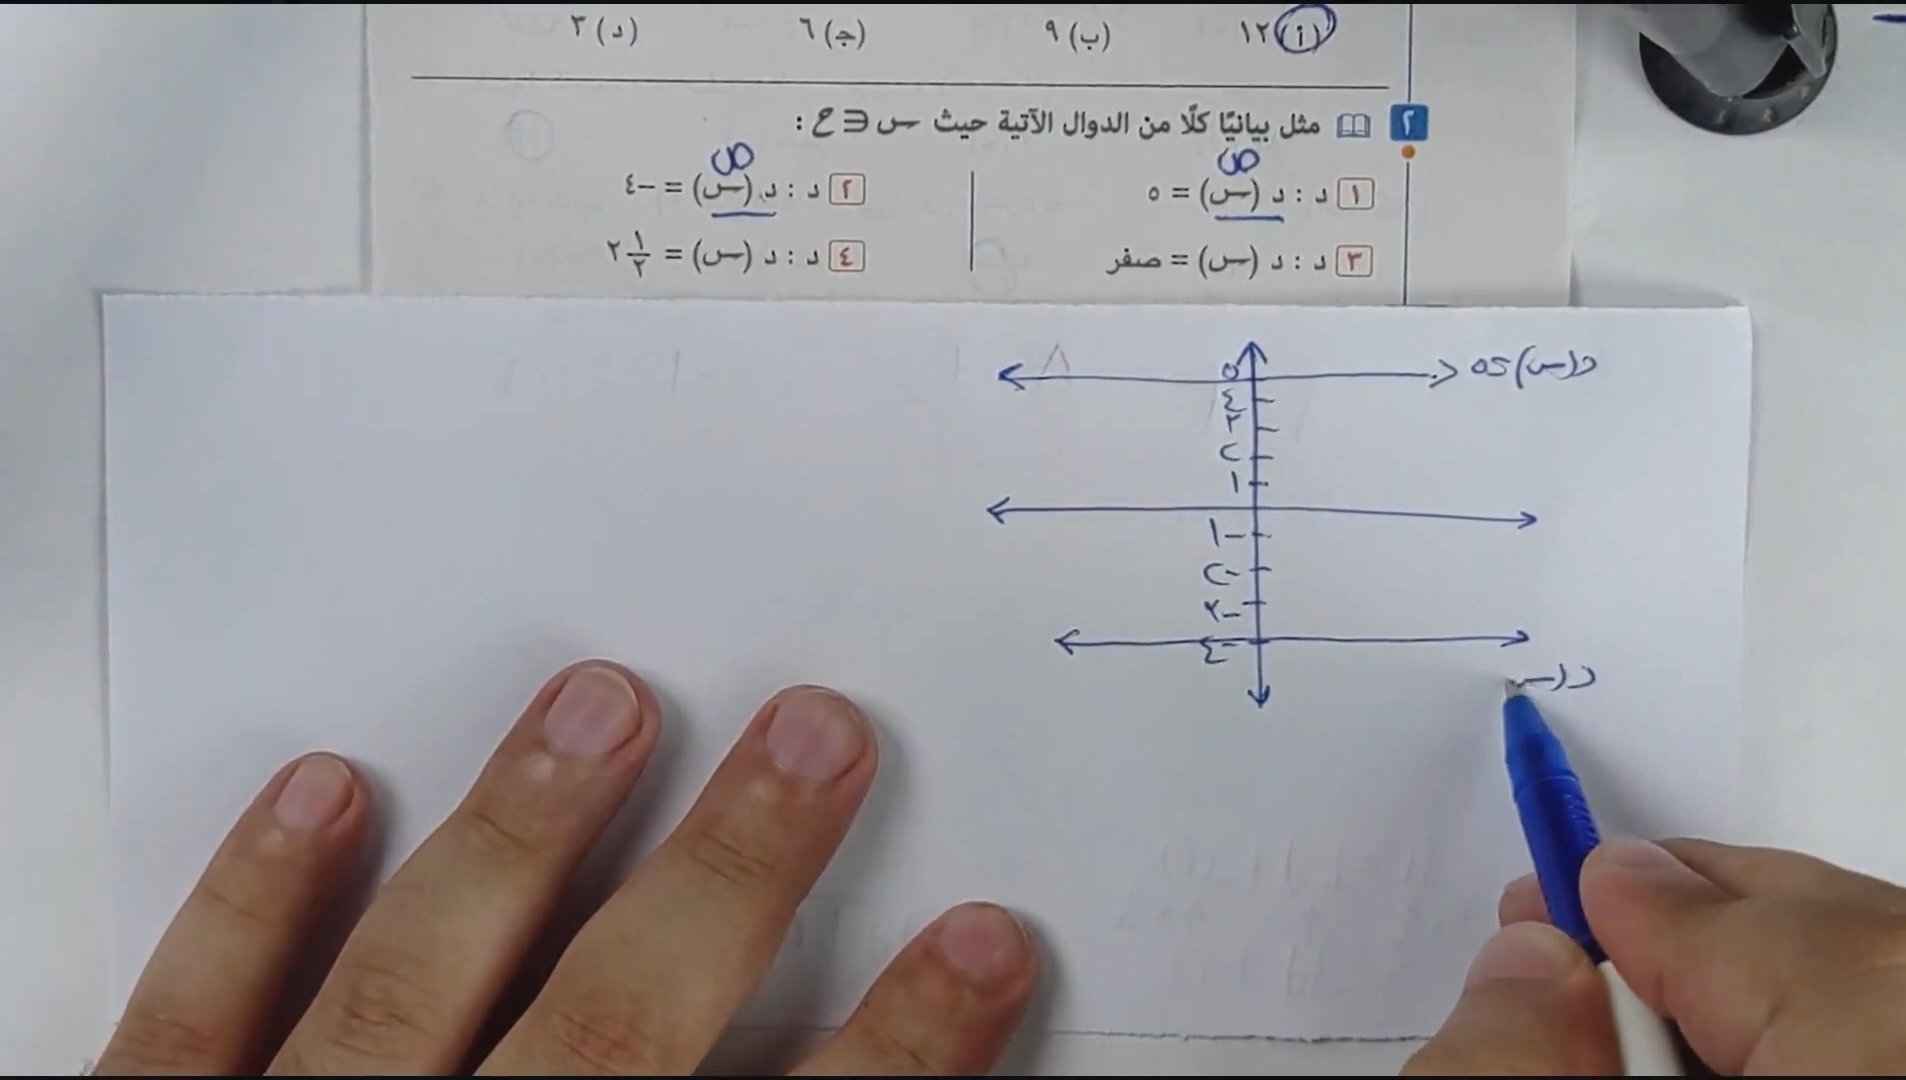 (أ) ١٢ (ب) ٩ (ج) ٦ (د) ٣
٢ مثل بيانيًا كلًا من الدوال الآتية حيث س ∈ ع :
ص ص
١ د : د (س) = ٥ ٢ د : د (س) = −٤
٣ د : د (س) = صفر ٤ د : د (س) = ٢ ١/٢
د(س)=٥
٥
٤
٣
٢
١
−١
−٢
−٣
−٤
د(س